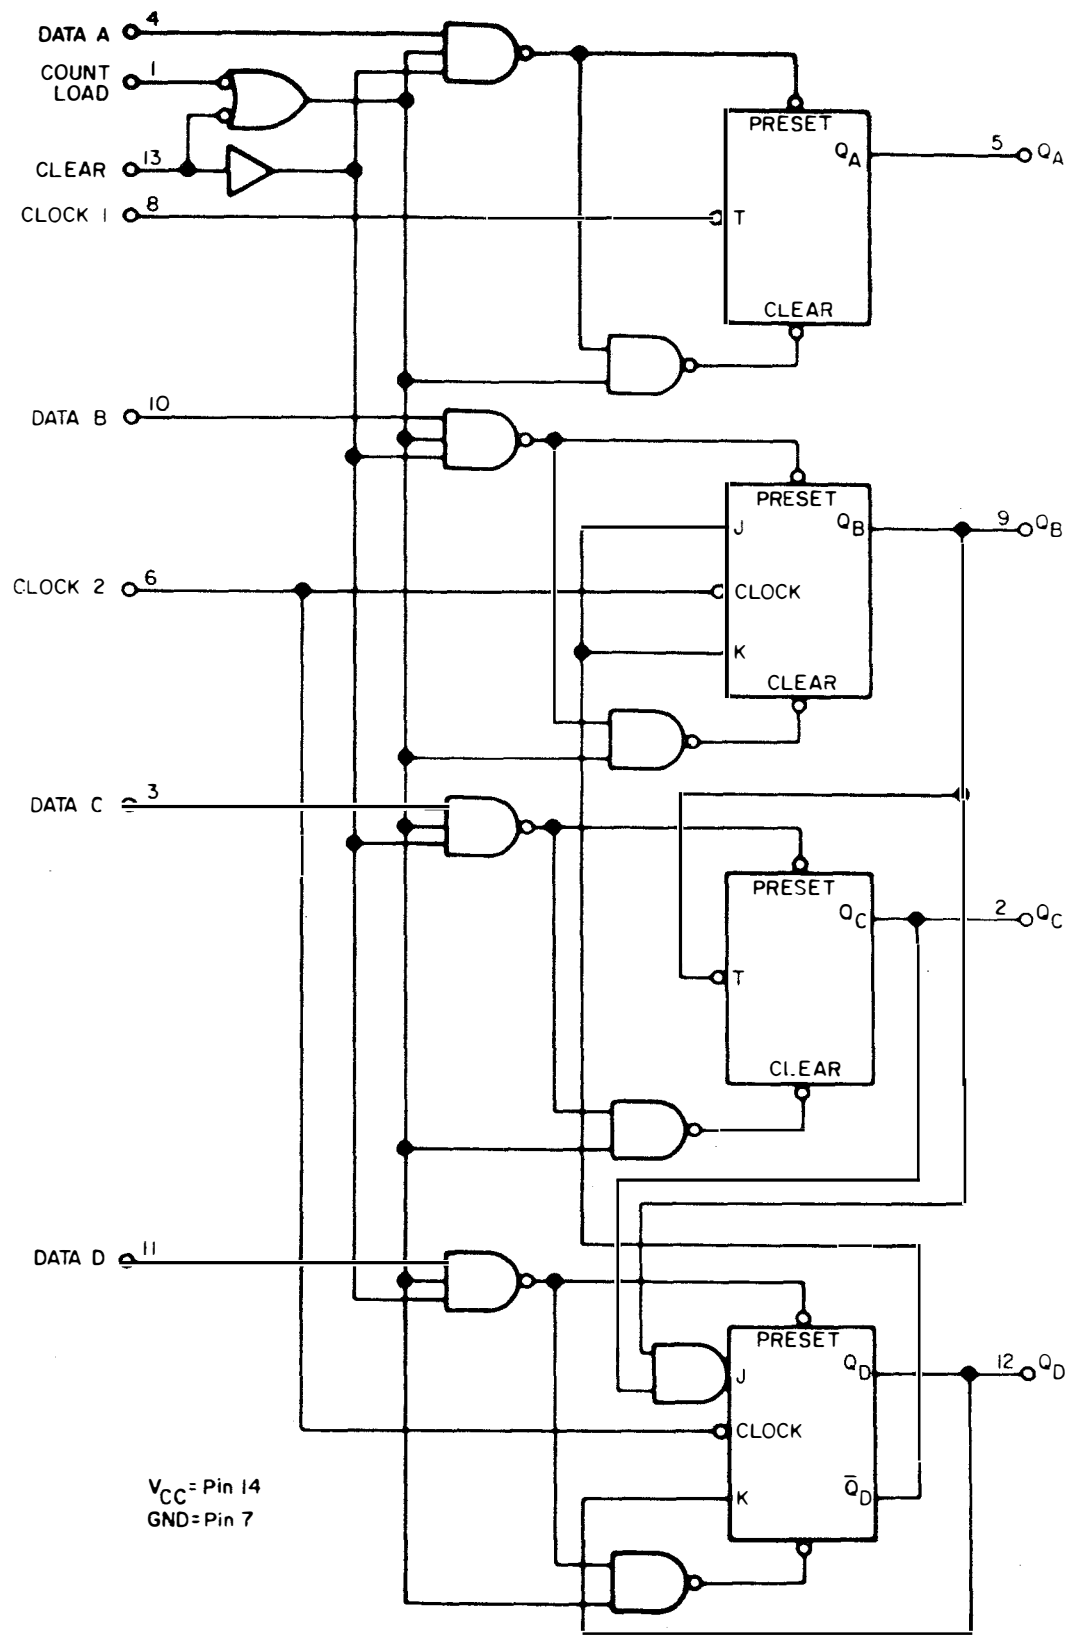 DATA A 4
COUNT LOAD 1
CLEAR 13
CLOCK 1 8
PRESET
QA 5 QA
T
CLEAR
DATA B 10
PRESET
J QB 9 QB
CLOCK 2 6
CLOCK
K
CLEAR
DATA C 3
PRESET
QC 2 QC
T
CLEAR
DATA D 11
PRESET
J QD 12 QD
CLOCK
K Q̅D
VCC= Pin 14
GND= Pin 7